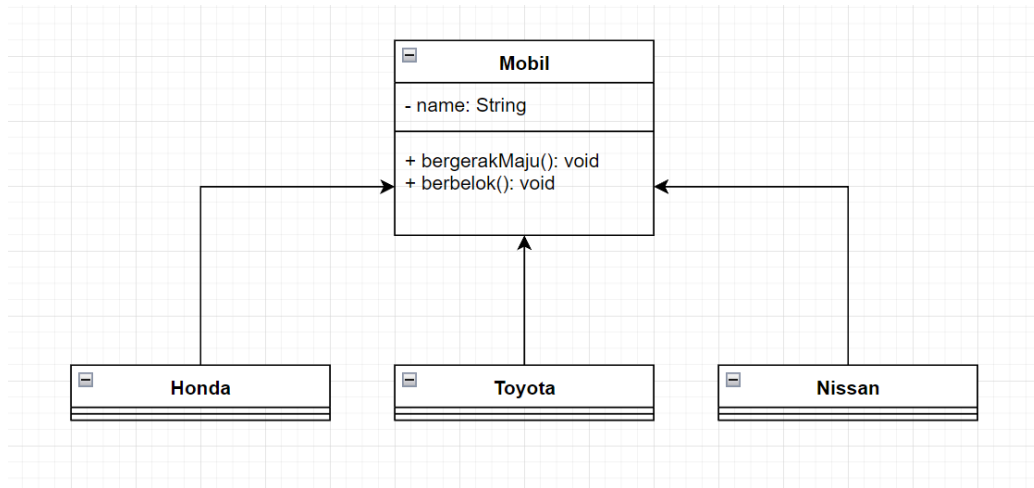 Mobil
- name: String
+ bergerakMaju(): void
+ berbelok(): void
Honda
Toyota
Nissan